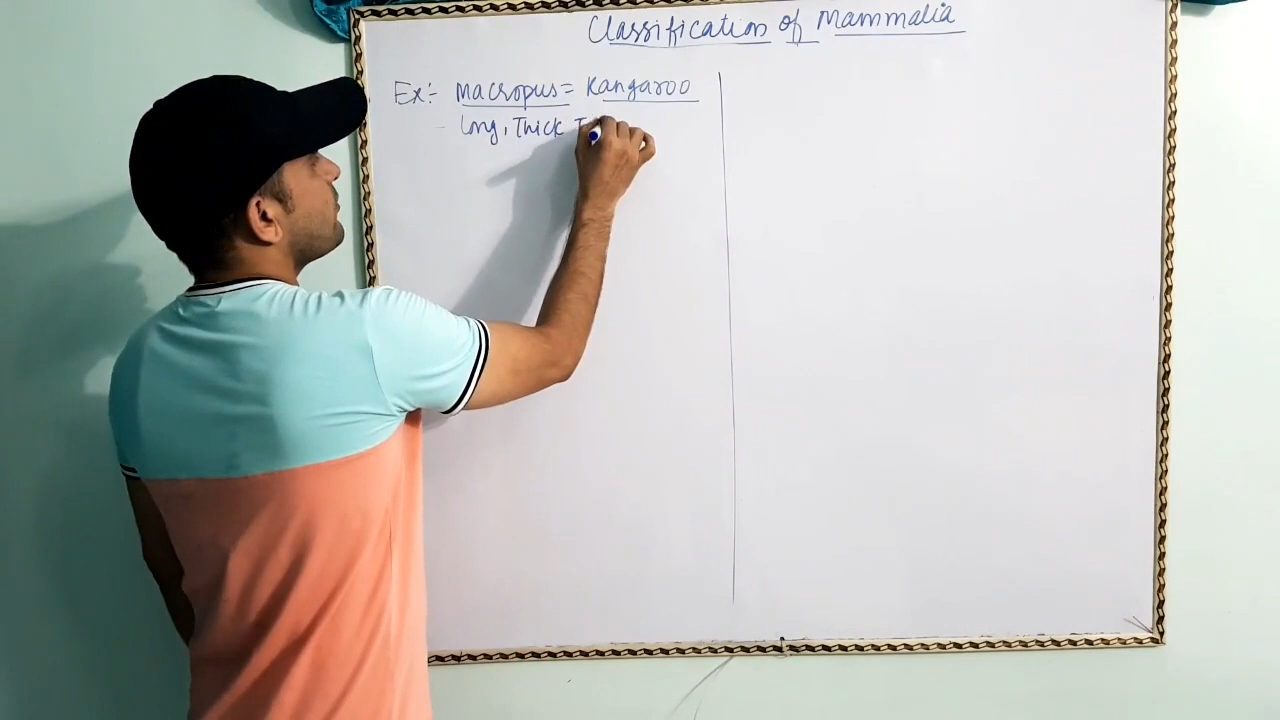 Classification of Mammalia
Ex:- Macropus = Kangaroo
- Long, Thick T